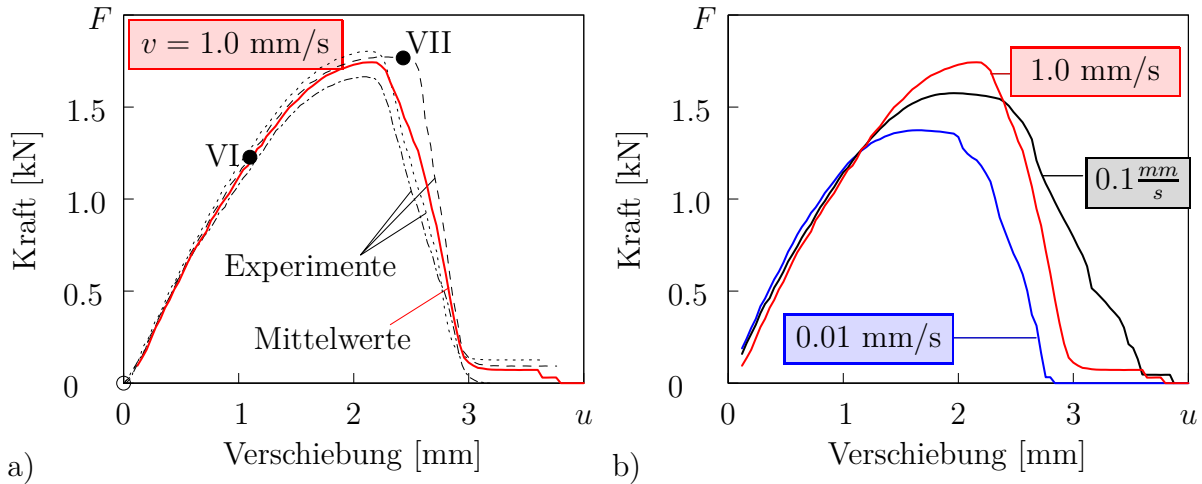 F
v = 1.0 mm/s
VII
1.5
VI
1.0
Kraft [kN]
Experimente
0.5
Mittelwerte
0
0 1 2 3 u
Verschiebung [mm]
a)
F
1.0 mm/s
1.5
0.1 mm/s
1.0
Kraft [kN]
0.5
0.01 mm/s
0
0 1 2 3 u
Verschiebung [mm]
b)